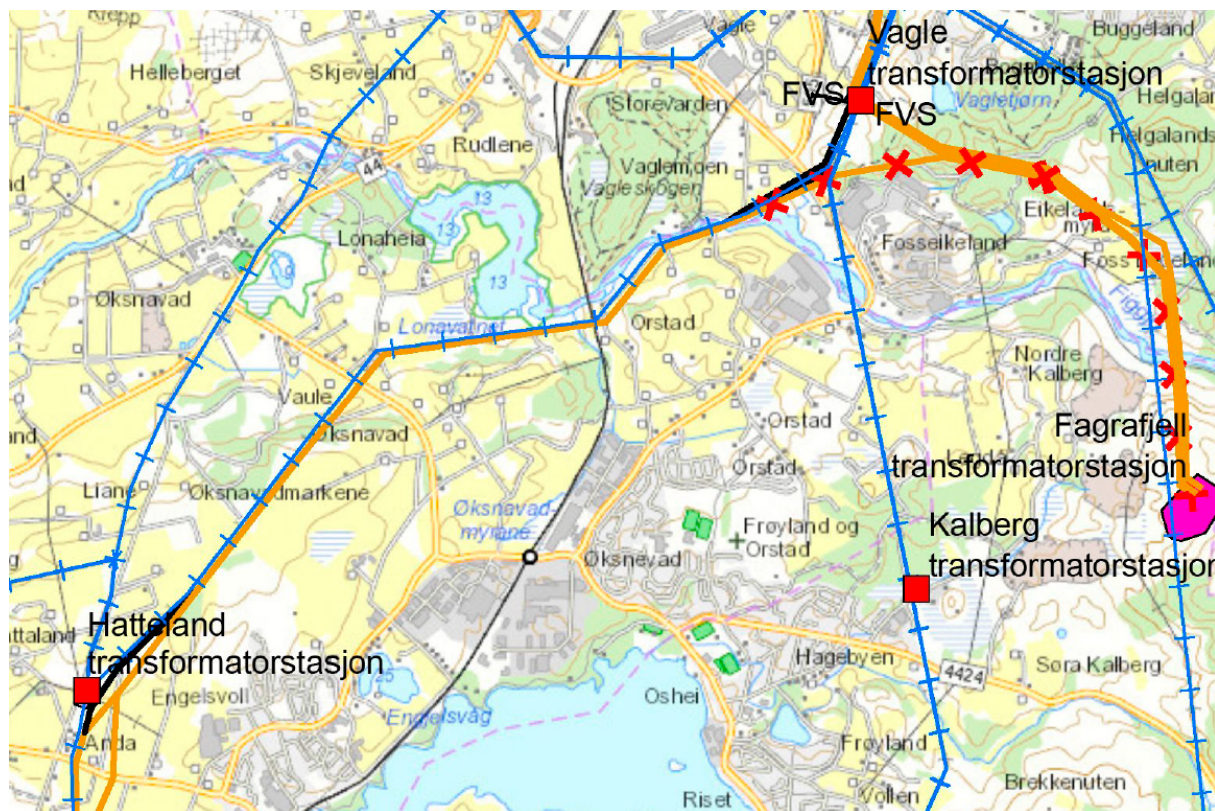 Krepp
Vagle
Vagle
transformatorstasjon
Buggeland
Helleberget
Skjeveland
Storevarden
FVS
FVS
Vagletjørn
Helgaland
Helgalands-
nuten
Rudlene
44
Vaglemoen
Vagleskogen
13
13
13
Lonaheia
Fosseikeland
Øksnavad
Lonavatnet
Orstad
Nordre
Kalberg
Vaule
Øksnavad
Orstad
Fagrafjell
transformatorstasjon
Liane
Øksnavadmarkene
Orstad
Øksnavad-
myrane
Frøyland og
Orstad
Kalberg
transformatorstasjon
Øksnevad
Hatteland
transformatorstasjon
Engelsvoll
25
Hagebyen
4424
Søra Kalberg
Oshei
Engelsvåg
Anda
Frøyland
Brekkenuten
Riset
Vollen